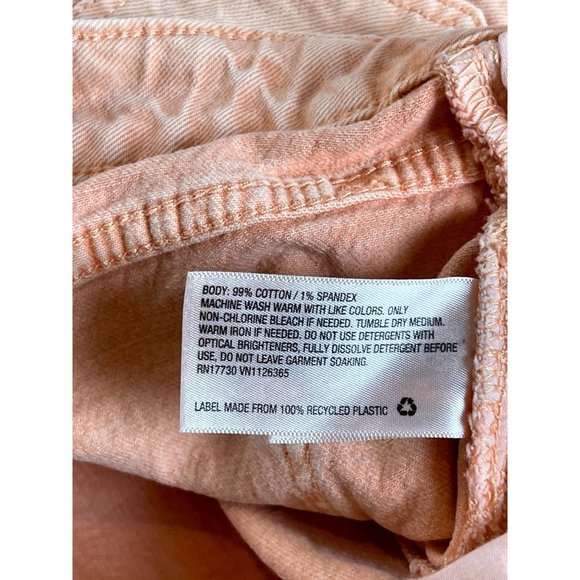 BODY: 99% COTTON / 1% SPANDEX
MACHINE WASH WARM WITH LIKE COLORS. ONLY
NON-CHLORINE BLEACH IF NEEDED. TUMBLE DRY MEDIUM.
WARM IRON IF NEEDED. DO NOT USE DETERGENTS WITH
OPTICAL BRIGHTENERS, FULLY DISSOLVE DETERGENT BEFORE
USE, DO NOT LEAVE GARMENT SOAKING.
RN17730 VN1126365
LABEL MADE FROM 100% RECYCLED PLASTIC